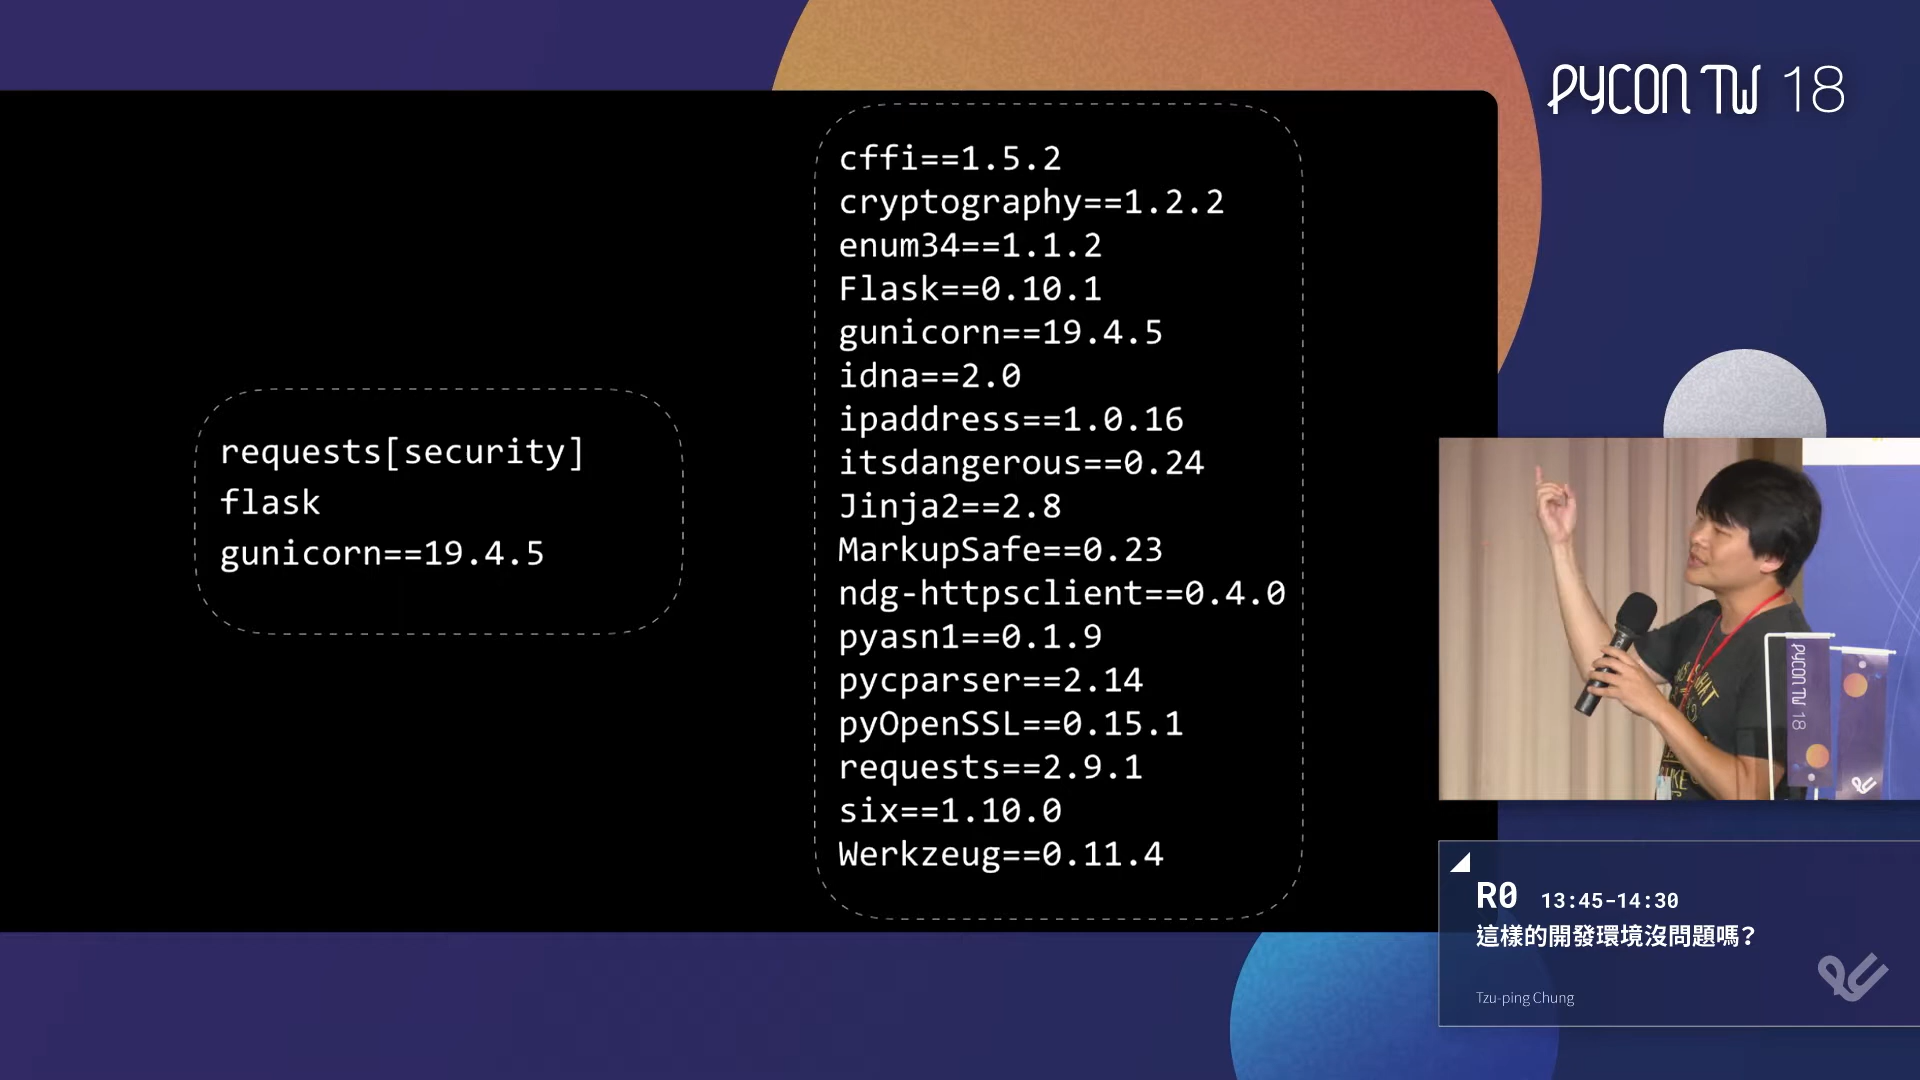 PYCON TW 18
requests[security]
flask
gunicorn==19.4.5
cffi==1.5.2
cryptography==1.2.2
enum34==1.1.2
Flask==0.10.1
gunicorn==19.4.5
idna==2.0
ipaddress==1.0.16
itsdangerous==0.24
Jinja2==2.8
MarkupSafe==0.23
ndg-httpsclient==0.4.0
pyasn1==0.1.9
pycparser==2.14
pyOpenSSL==0.15.1
requests==2.9.1
six==1.10.0
Werkzeug==0.11.4
PYCON TW 18
R0 13:45-14:30
這樣的開發環境沒問題嗎?
Tzu-ping Chung